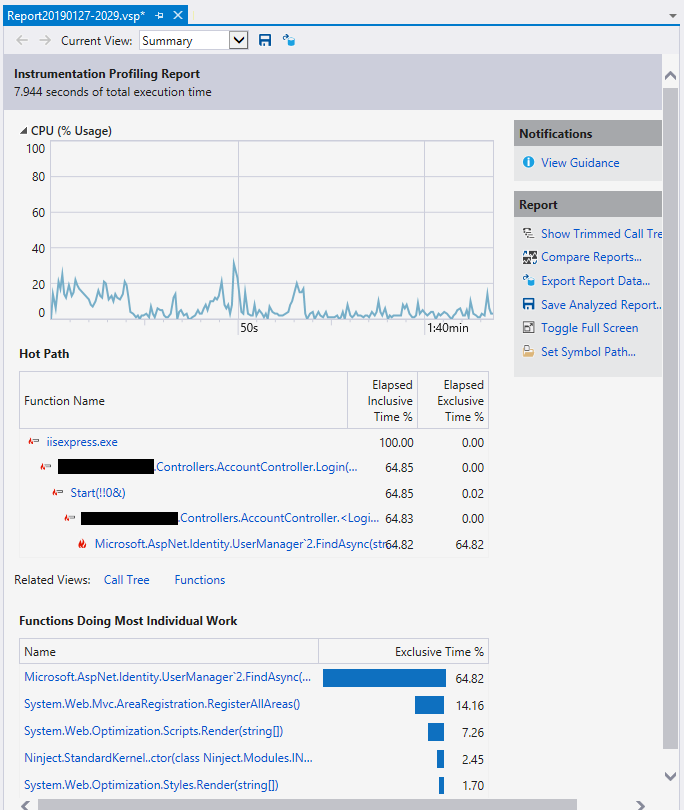 Report20190127-2029.vsp*
Current View: Summary
Instrumentation Profiling Report
7.944 seconds of total execution time
CPU (% Usage)
100
80
60
40
20
0
50s
1:40min
Hot Path
Function Name Elapsed Inclusive Time % Elapsed Exclusive Time %
iisexpress.exe 100.00 0.00
.Controllers.AccountController.Login(... 64.85 0.00
Start(!!0&) 64.85 0.02
.Controllers.AccountController.<Logi... 64.83 0.00
Microsoft.AspNet.Identity.UserManager`2.FindAsync(str 64.82 64.82
Related Views: Call Tree Functions
Functions Doing Most Individual Work
Name Exclusive Time %
Microsoft.AspNet.Identity.UserManager`2.FindAsync(... 64.82
System.Web.Mvc.AreaRegistration.RegisterAllAreas() 14.16
System.Web.Optimization.Scripts.Render(string[]) 7.26
Ninject.StandardKernel..ctor(class Ninject.Modules.IN... 2.45
System.Web.Optimization.Styles.Render(string[]) 1.70
Notifications
View Guidance
Report
Show Trimmed Call Tre
Compare Reports...
Export Report Data...
Save Analyzed Report..
Toggle Full Screen
Set Symbol Path...